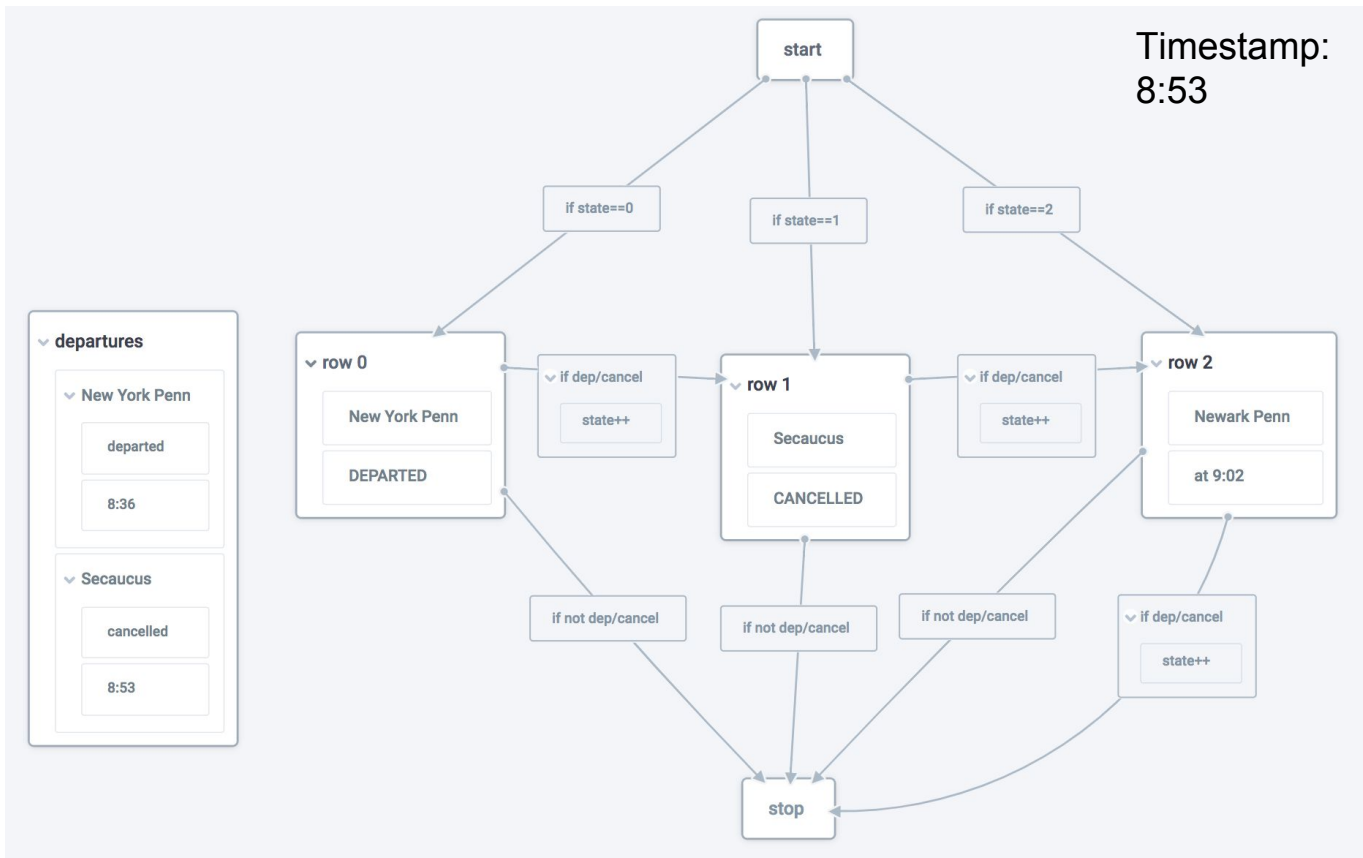 start
Timestamp:
8:53
if state==0
if state==1
if state==2
departures
New York Penn
departed
8:36
Secaucus
cancelled
8:53
row 0
New York Penn
DEPARTED
if dep/cancel
state++
row 1
Secaucus
CANCELLED
if dep/cancel
state++
row 2
Newark Penn
at 9:02
if not dep/cancel
if not dep/cancel
if not dep/cancel
if dep/cancel
state++
stop